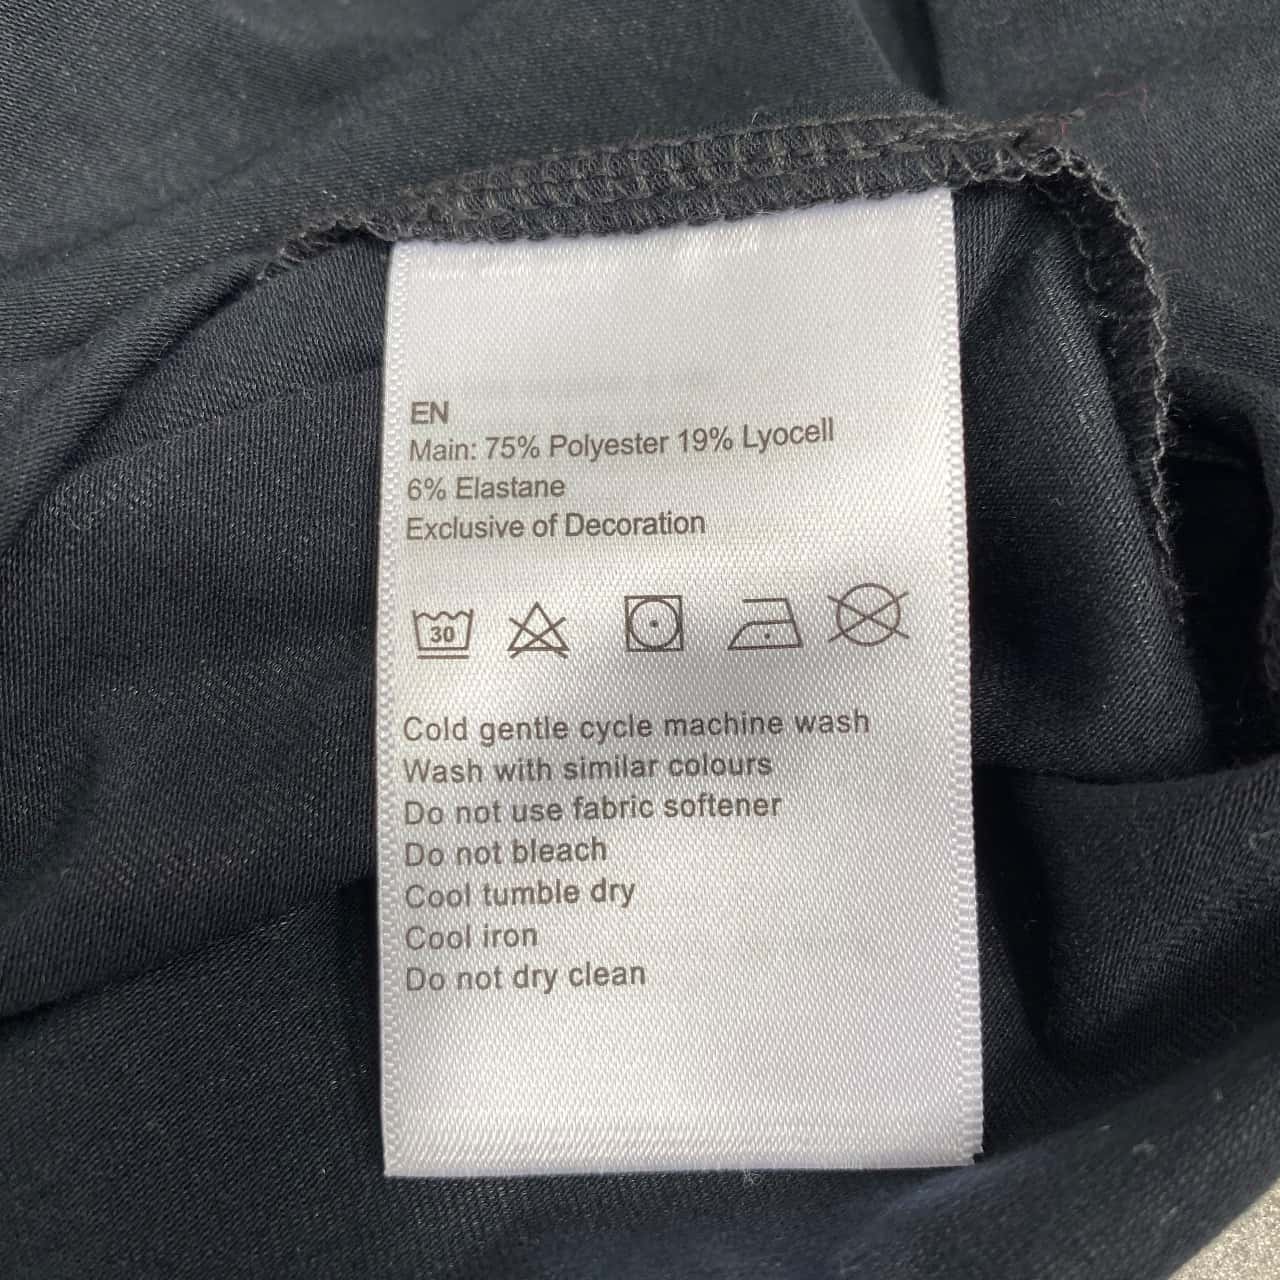 EN
Main: 75% Polyester 19% Lyocell
6% Elastane
Exclusive of Decoration
30
Cold gentle cycle machine wash
Wash with similar colours
Do not use fabric softener
Do not bleach
Cool tumble dry
Cool iron
Do not dry clean